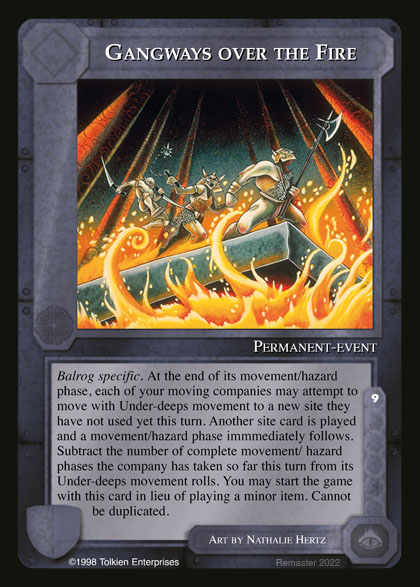 Gangways over the Fire
Permanent-event
Balrog specific. At the end of its movement/hazard
phase, each of your moving companies may attempt to
move with Under-deeps movement to a new site they
have not used yet this turn. Another site card is played
and a movement/hazard phase immmediately follows.
Subtract the number of complete movement/ hazard
phases the company has taken so far this turn from its
Under-deeps movement rolls. You may start the game
with this card in lieu of playing a minor item. Cannot
be duplicated.
9
Art by Nathalie Hertz
©1998 Tolkien Enterprises
Remaster 2022